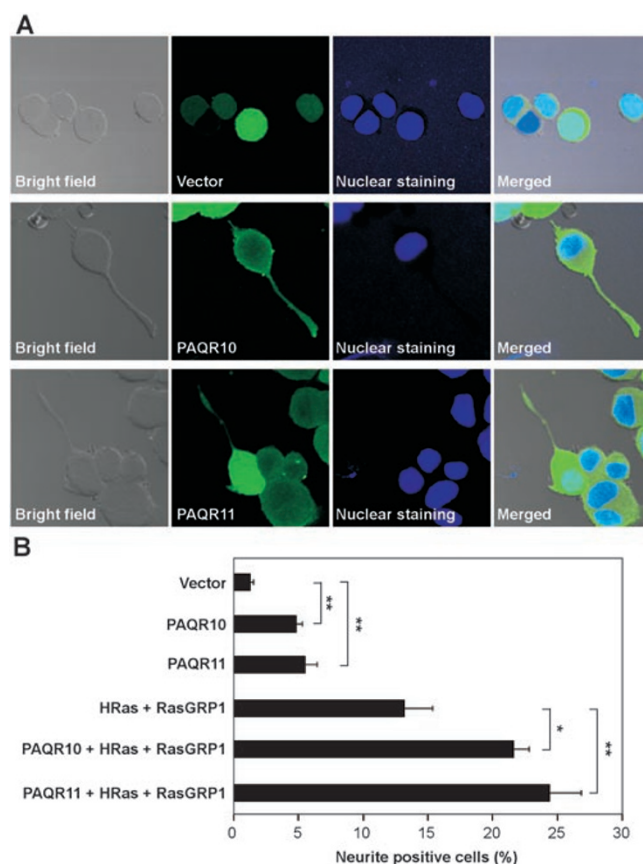 A
Bright field
Vector
Nuclear staining
Merged
Bright field
PAQR10
Nuclear staining
Merged
Bright field
PAQR11
Nuclear staining
Merged
B
Vector
PAQR10
PAQR11
HRas + RasGRP1
PAQR10 + HRas + RasGRP1
PAQR11 + HRas + RasGRP1
**
**
*
**
0 5 10 15 20 25 30
Neurite positive cells (%)